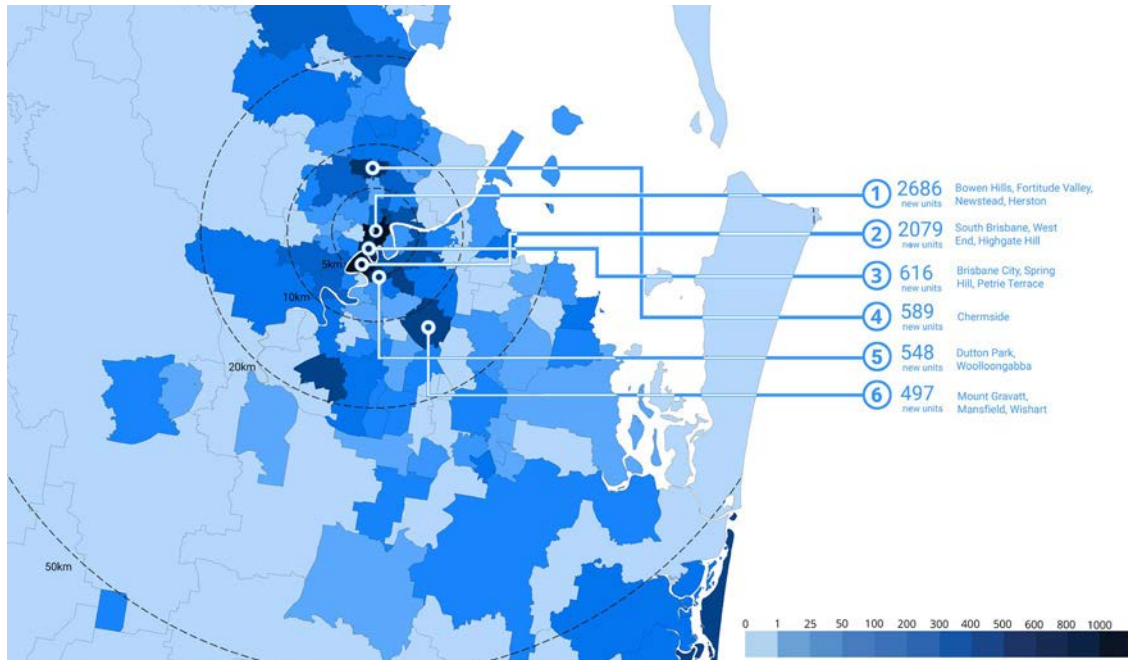 1
2686
new units
Bowen Hills, Fortitude Valley,
Newstead, Herston
2
2079
new units
South Brisbane, West
End, Highgate Hill
3
616
new units
Brisbane City, Spring
Hill, Petrie Terrace
4
589
new units
Chermside
5
548
new units
Dutton Park,
Woolloongabba
6
497
new units
Mount Gravatt,
Mansfield, Wishart
5km
10km
20km
50km
0 1 25 50 100 200 300 400 500 800 1000